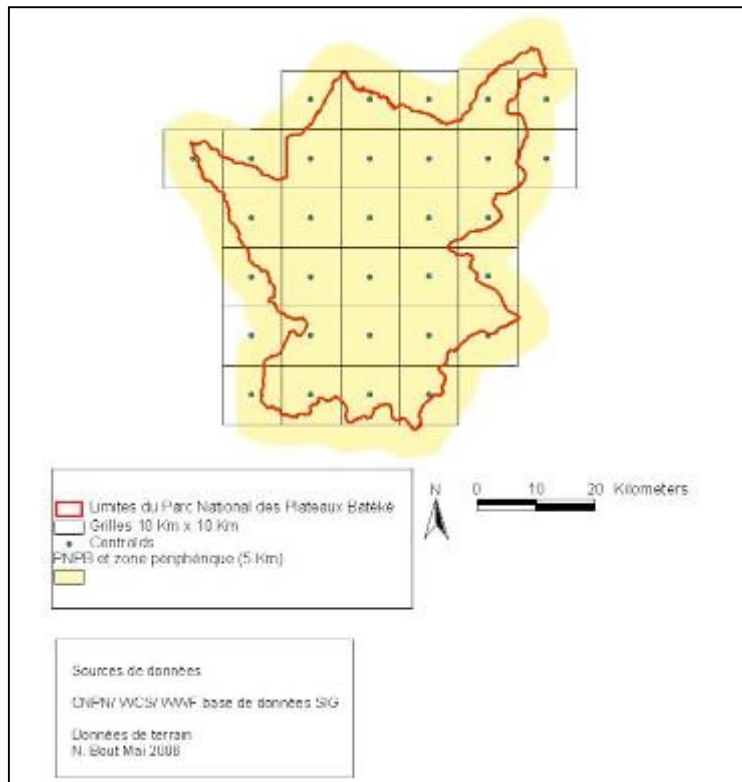 Limites du Parc National des Plateaux Batéké
Grilles 10 Km x 10 Km
Centroïds
PNPB et zone périphérique (5 Km)
N
0 10 20 Kilometers
Sources de données
CNPN/ WCS/ WWF base de données SIG
Données de terrain
N. Bout Mai 2006